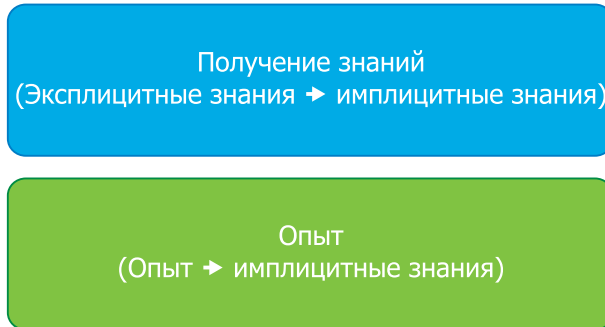 Получение знаний
(Эксплицитные знания → имплицитные знания)
Опыт
(Опыт → имплицитные знания)